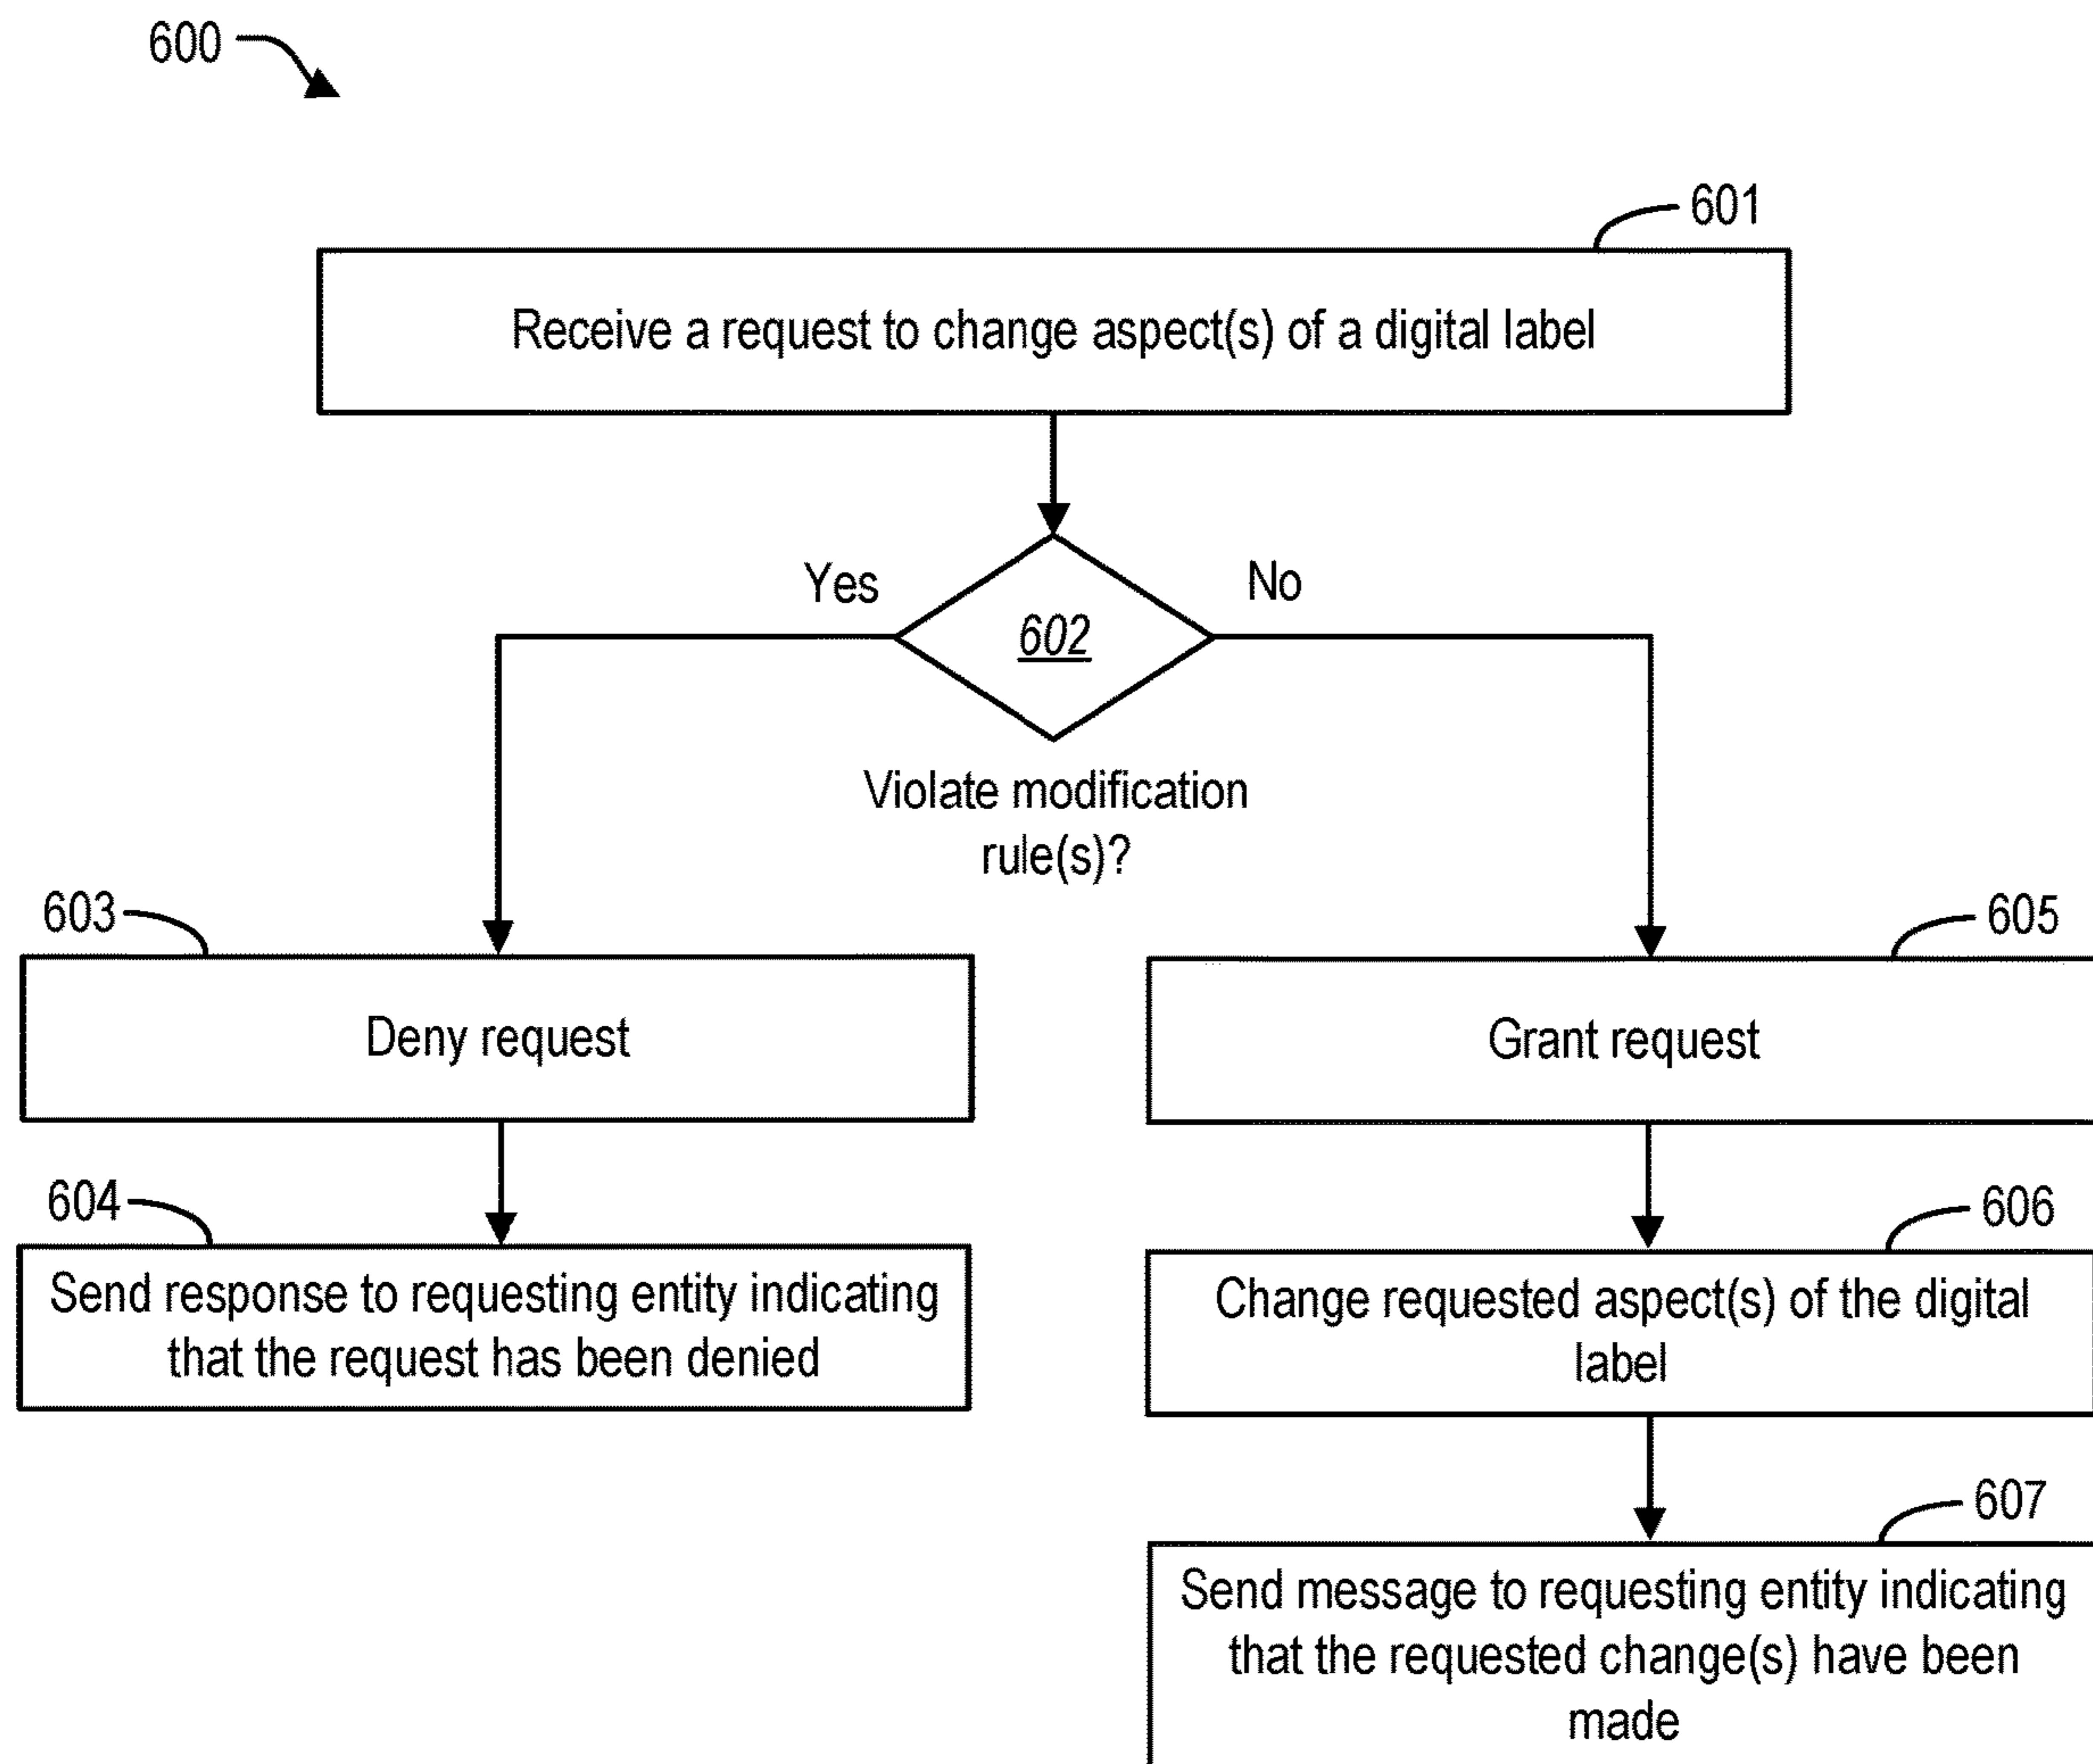 600
601
Receive a request to change aspect(s) of a digital label
Yes
No
602
Violate modification
rule(s)?
603
605
Deny request
Grant request
604
606
Send response to requesting entity indicating
that the request has been denied
Change requested aspect(s) of the digital
label
607
Send message to requesting entity indicating
that the requested change(s) have been
made